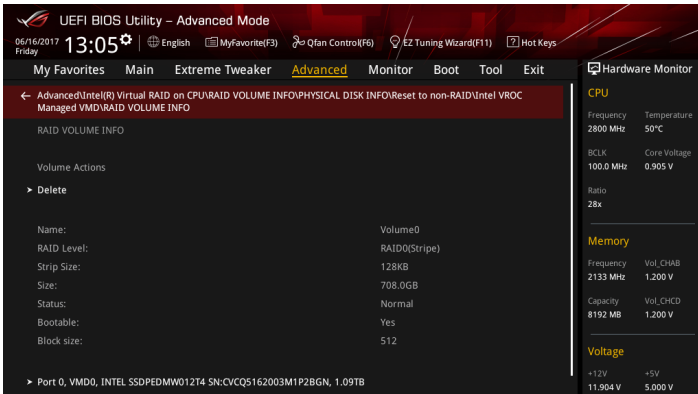 UEFI BIOS Utility – Advanced Mode
06/16/2017 Friday 13:05 English MyFavorite(F3) Qfan Control(F6) EZ Tuning Wizard(F11) ? Hot Keys
My Favorites Main Extreme Tweaker Advanced Monitor Boot Tool Exit
← Advanced\Intel(R) Virtual RAID on CPU\RAID VOLUME INFO\PHYSICAL DISK INFO\Reset to non-RAID\Intel VROC
Managed VMD\RAID VOLUME INFO
RAID VOLUME INFO
Volume Actions
> Delete
Name: Volume0
RAID Level: RAID0(Stripe)
Strip Size: 128KB
Size: 708.0GB
Status: Normal
Bootable: Yes
Block size: 512
> Port 0, VMD0, INTEL SSDPEDMW012T4 SN:CVCQ5162003M1P2BGN, 1.09TB
Hardware Monitor
CPU
Frequency Temperature
2800 MHz 50°C
BCLK Core Voltage
100.0 MHz 0.905 V
Ratio
28x
Memory
Frequency Vol_CHAB
2133 MHz 1.200 V
Capacity Vol_CHCD
8192 MB 1.200 V
Voltage
+12V +5V
11.904 V 5.000 V